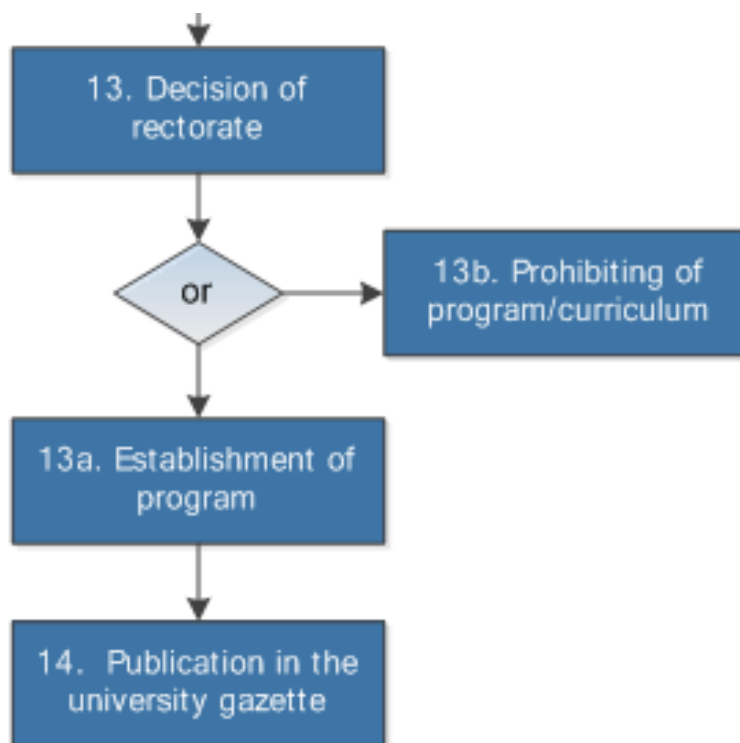 13. Decision of
rectorate
or
13b. Prohibiting of
program/curriculum
13a. Establishment of
program
14. Publication in the
university gazette